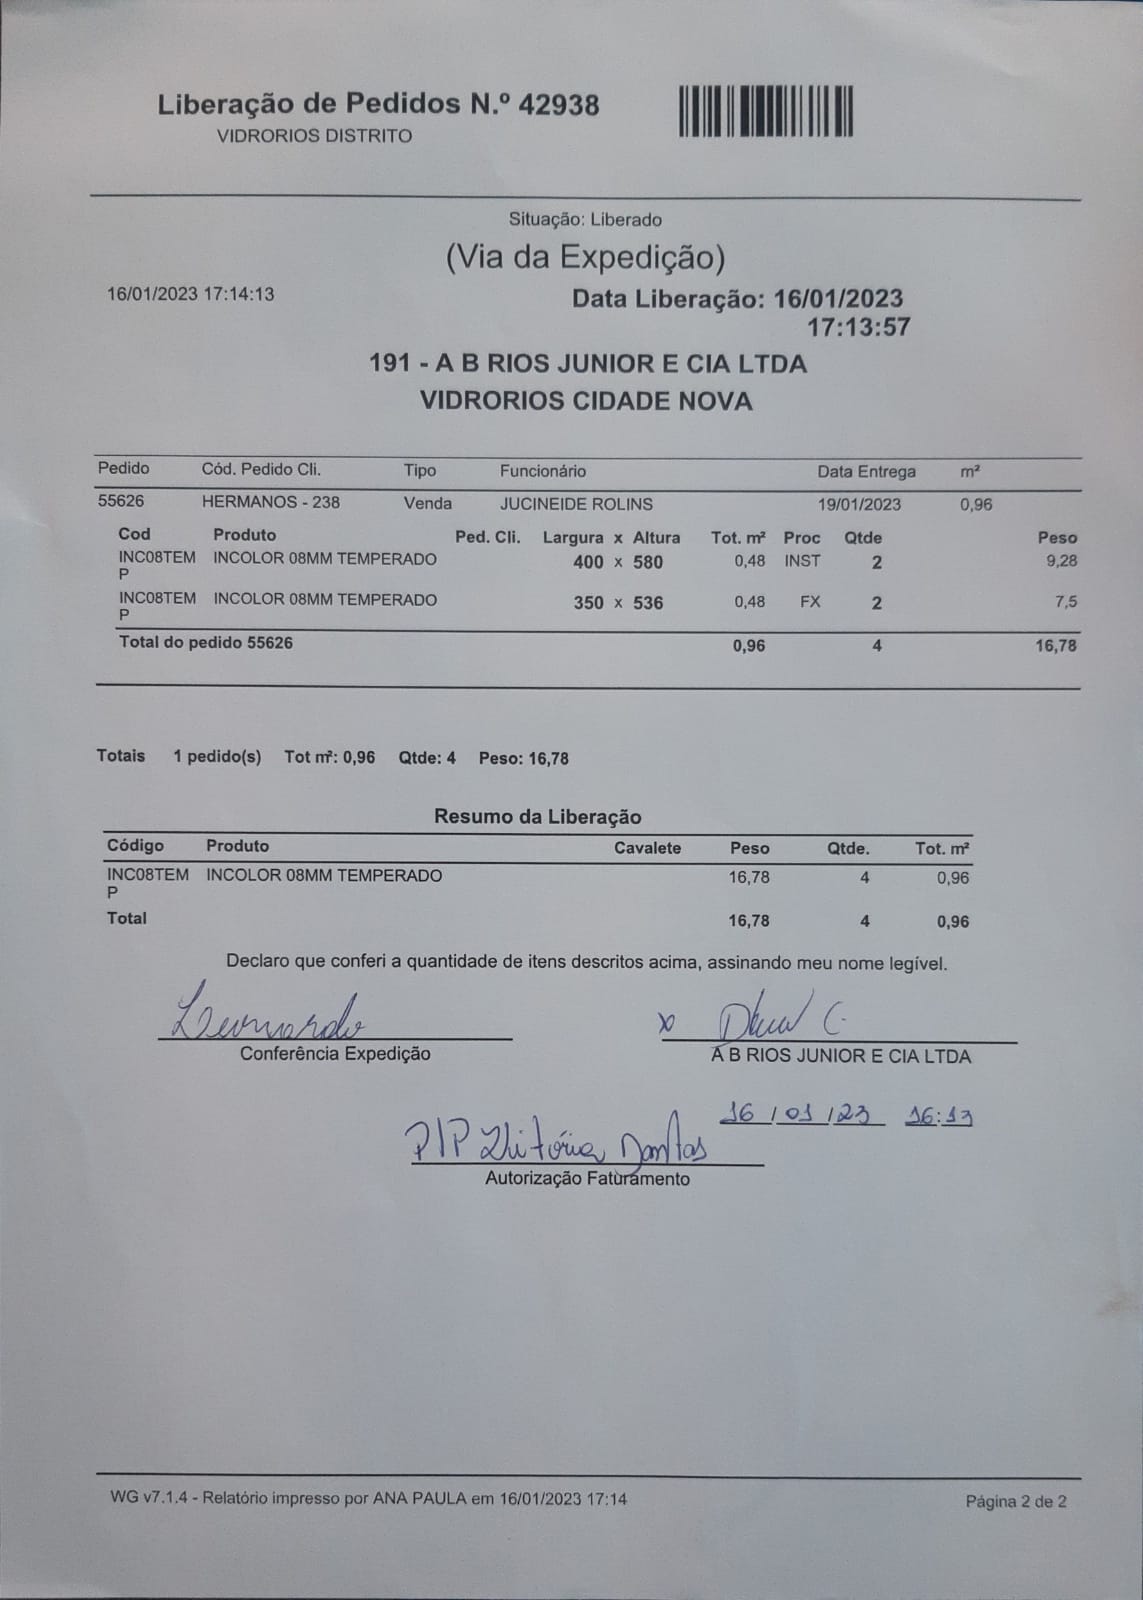 Liberação de Pedidos N.º 42938
VIDRORIOS DISTRITO
Situação: Liberado
(Via da Expedição)
16/01/2023 17:14:13
Data Liberação: 16/01/2023
17:13:57
191 - A B RIOS JUNIOR E CIA LTDA
VIDRORIOS CIDADE NOVA
Pedido Cód. Pedido Cli. Tipo Funcionário Data Entrega m²
55626 HERMANOS - 238 Venda JUCINEIDE ROLINS 19/01/2023 0,96
Cod Produto Ped. Cli. Largura x Altura Tot. m² Proc Qtde Peso
INC08TEM INCOLOR 08MM TEMPERADO 400 x 580 0,48 INST 2 9,28
P
INC08TEM INCOLOR 08MM TEMPERADO 350 x 536 0,48 FX 2 7,5
P
Total do pedido 55626 0,96 4 16,78
Totais 1 pedido(s) Tot m²: 0,96 Qtde: 4 Peso: 16,78
Resumo da Liberação
Código Produto Cavalete Peso Qtde. Tot. m²
INC08TEM INCOLOR 08MM TEMPERADO 16,78 4 0,96
P
Total 16,78 4 0,96
Declaro que conferi a quantidade de itens descritos acima, assinando meu nome legível.
Conferência Expedição A B RIOS JUNIOR E CIA LTDA
16/01/23 16:13
P/P Vitória Dantas
Autorização Faturamento
WG v7.1.4 - Relatório impresso por ANA PAULA em 16/01/2023 17:14 Página 2 de 2